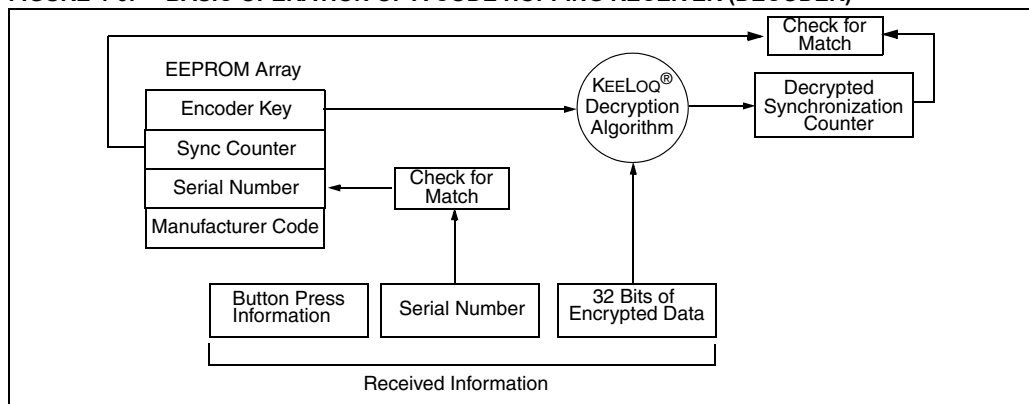 FIGURE BASIC OPERATION OF A CODE HOPPING RECEIVER (DECODER)
Check for
Match
EEPROM Array
KEELOQ®
Decryption
Algorithm
Encoder Key
Decrypted
Synchronization
Counter
Sync Counter
Serial Number
Check for
Match
Manufacturer Code
Button Press
Information
Serial Number
32 Bits of
Encrypted Data
Received Information